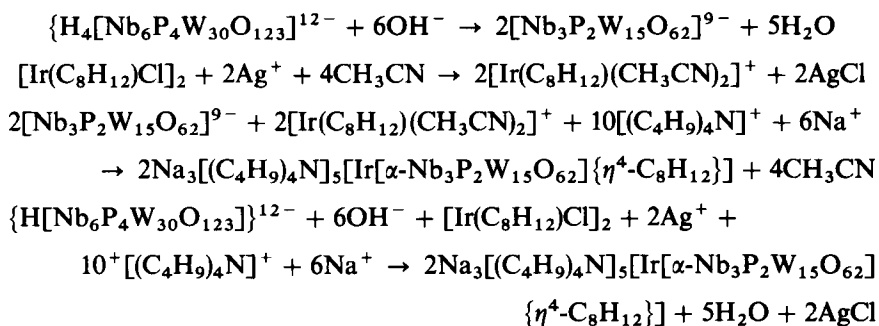 {H₄[Nb₆P₄W₃₀O₁₂₃]¹²⁻ + 6OH⁻ → 2[Nb₃P₂W₁₅O₆₂]⁹⁻ + 5H₂O
[Ir(C₈H₁₂)Cl]₂ + 2Ag⁺ + 4CH₃CN → 2[Ir(C₈H₁₂)(CH₃CN)₂]⁺ + 2AgCl
2[Nb₃P₂W₁₅O₆₂]⁹⁻ + 2[Ir(C₈H₁₂)(CH₃CN)₂]⁺ + 10[(C₄H₉)₄N]⁺ + 6Na⁺
→ 2Na₃[(C₄H₉)₄N]₅[Ir[α-Nb₃P₂W₁₅O₆₂]{η⁴-C₈H₁₂}] + 4CH₃CN
{H[Nb₆P₄W₃₀O₁₂₃]}¹²⁻ + 6OH⁻ + [Ir(C₈H₁₂)Cl]₂ + 2Ag⁺ +
10⁺[(C₄H₉)₄N]⁺ + 6Na⁺ → 2Na₃[(C₄H₉)₄N]₅[Ir[α-Nb₃P₂W₁₅O₆₂]
{η⁴-C₈H₁₂}] + 5H₂O + 2AgCl